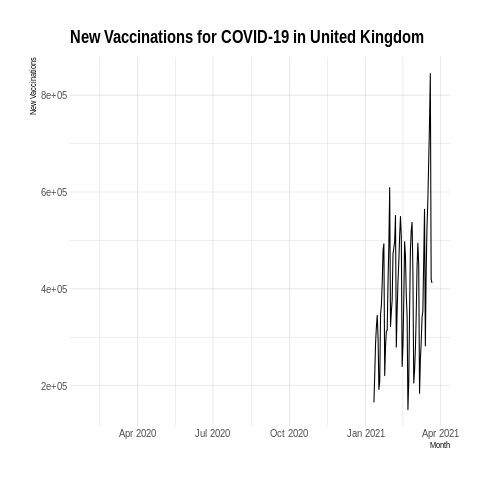 New Vaccinations for COVID-19 in United Kingdom
New Vaccinations
8e+05
6e+05
4e+05
2e+05
Apr 2020 Jul 2020 Oct 2020 Jan 2021 Apr 2021
Month